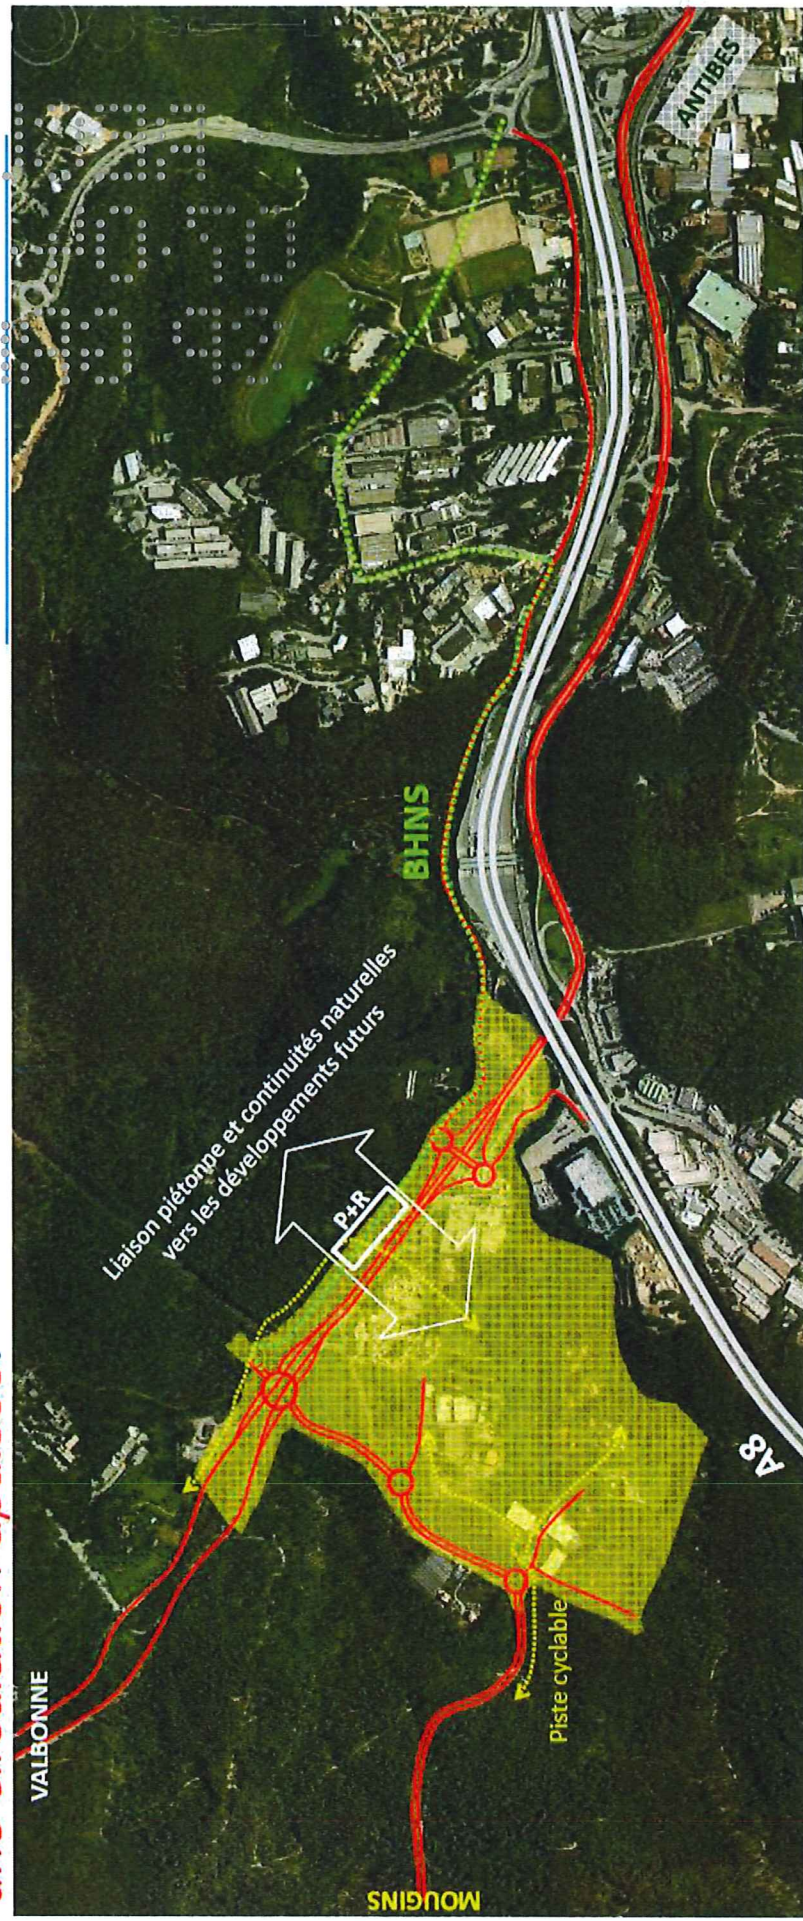 VALBONNE
Liaison piétonne et continuités naturelles
vers les développements futurs
P+R
BHNS
ANTIBES
MOUGINS
Piste cyclable
A8